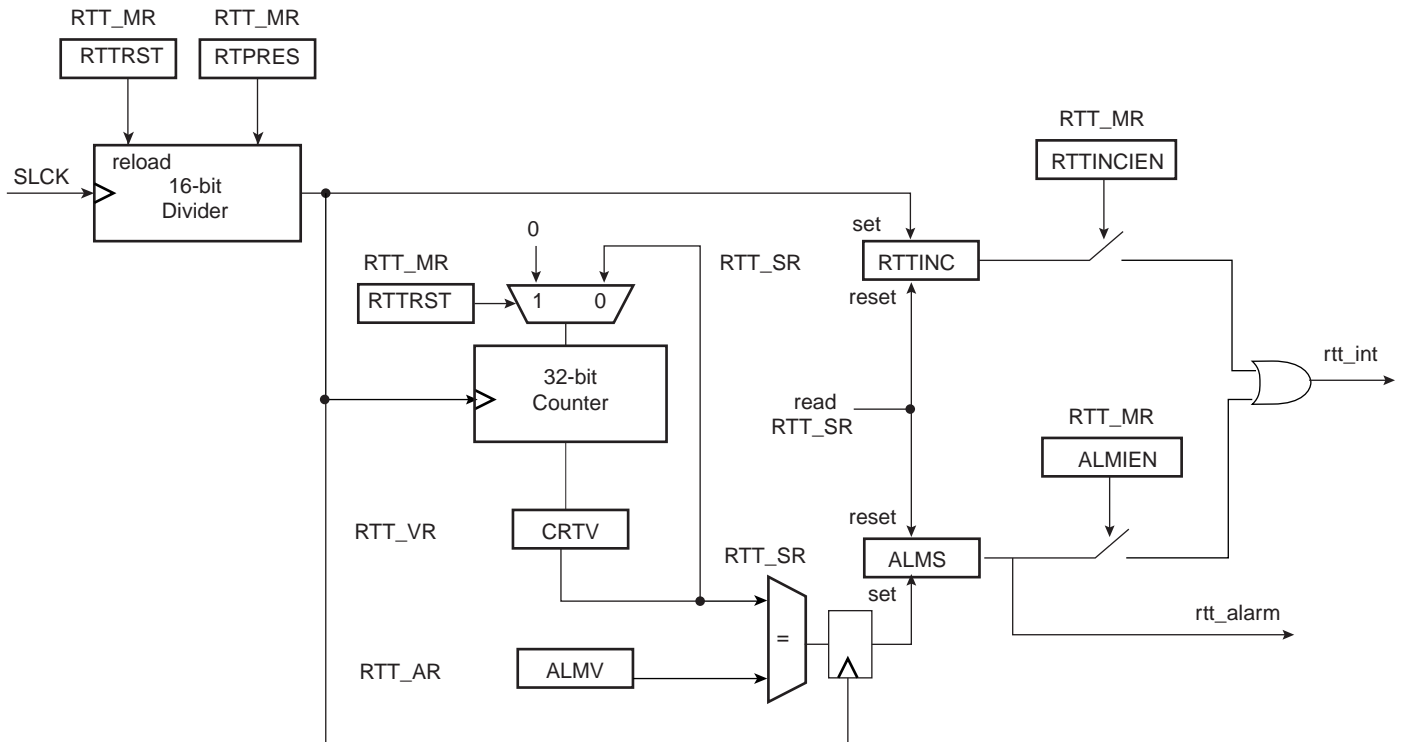 RTT_MR
RTT_MR
RTTRST
RTPRES
reload
16-bit
Divider
SLCK
RTT_MR
RTTINCIEN
0
set
RTT_MR
RTT_SR
RTTINC
RTTRST
1
0
reset
32-bit
Counter
rtt_int
read
RTT_SR
RTT_MR
ALMIEN
reset
RTT_VR
CRTV
RTT_SR
ALMS
set
rtt_alarm
=
RTT_AR
ALMV